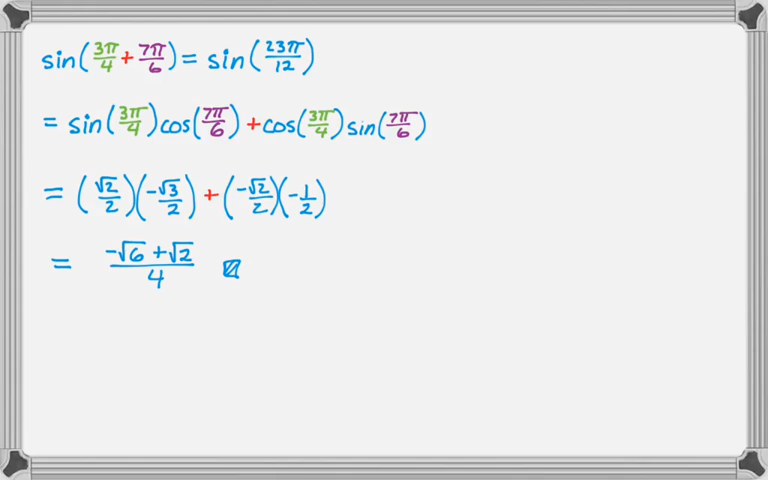 sin(3π/4 + 7π/6) = sin(23π/12)
= sin(3π/4)cos(7π/6) + cos(3π/4)sin(7π/6)
= (√2/2)(-√3/2) + (-√2/2)(-1/2)
= (-√6 + √2)/4